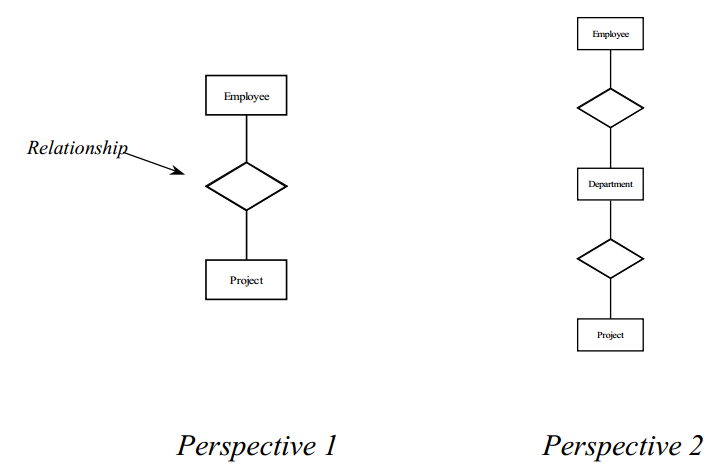 Employee
Relationship
Project
Perspective 1
Employee
Department
Project
Perspective 2